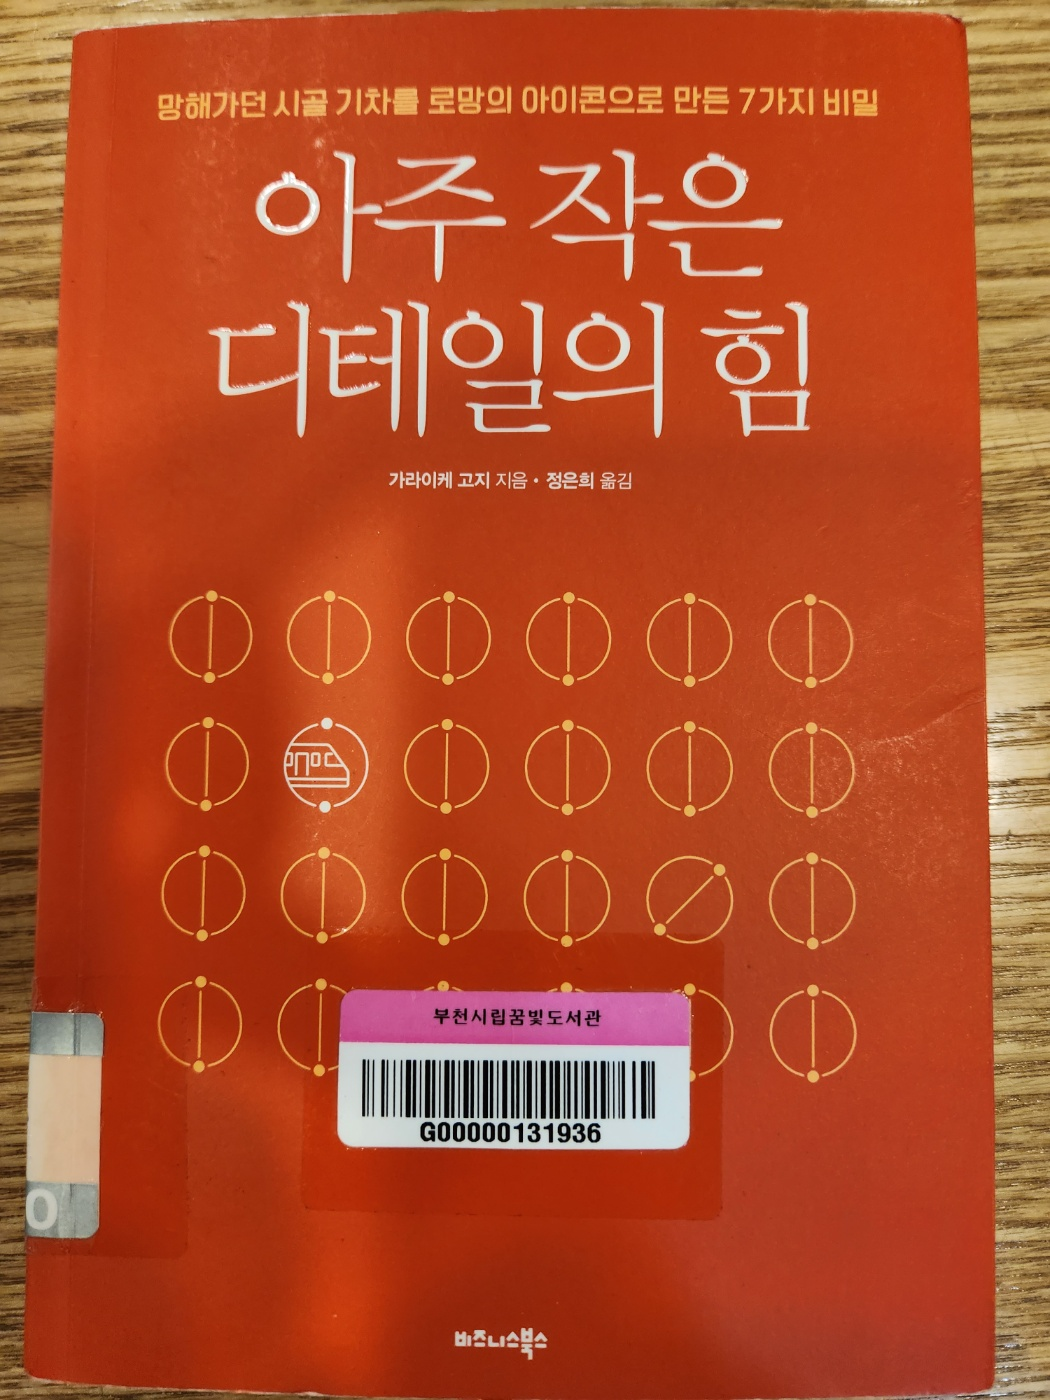 망해가던 시골 기차를 로망의 아이콘으로 만든 7가지 비밀
아주 작은
디테일의 힘
가라이케 고지 지음 • 정은희 옮김
부천시립꿈빛도서관
G00000131936
0
비즈니스북스